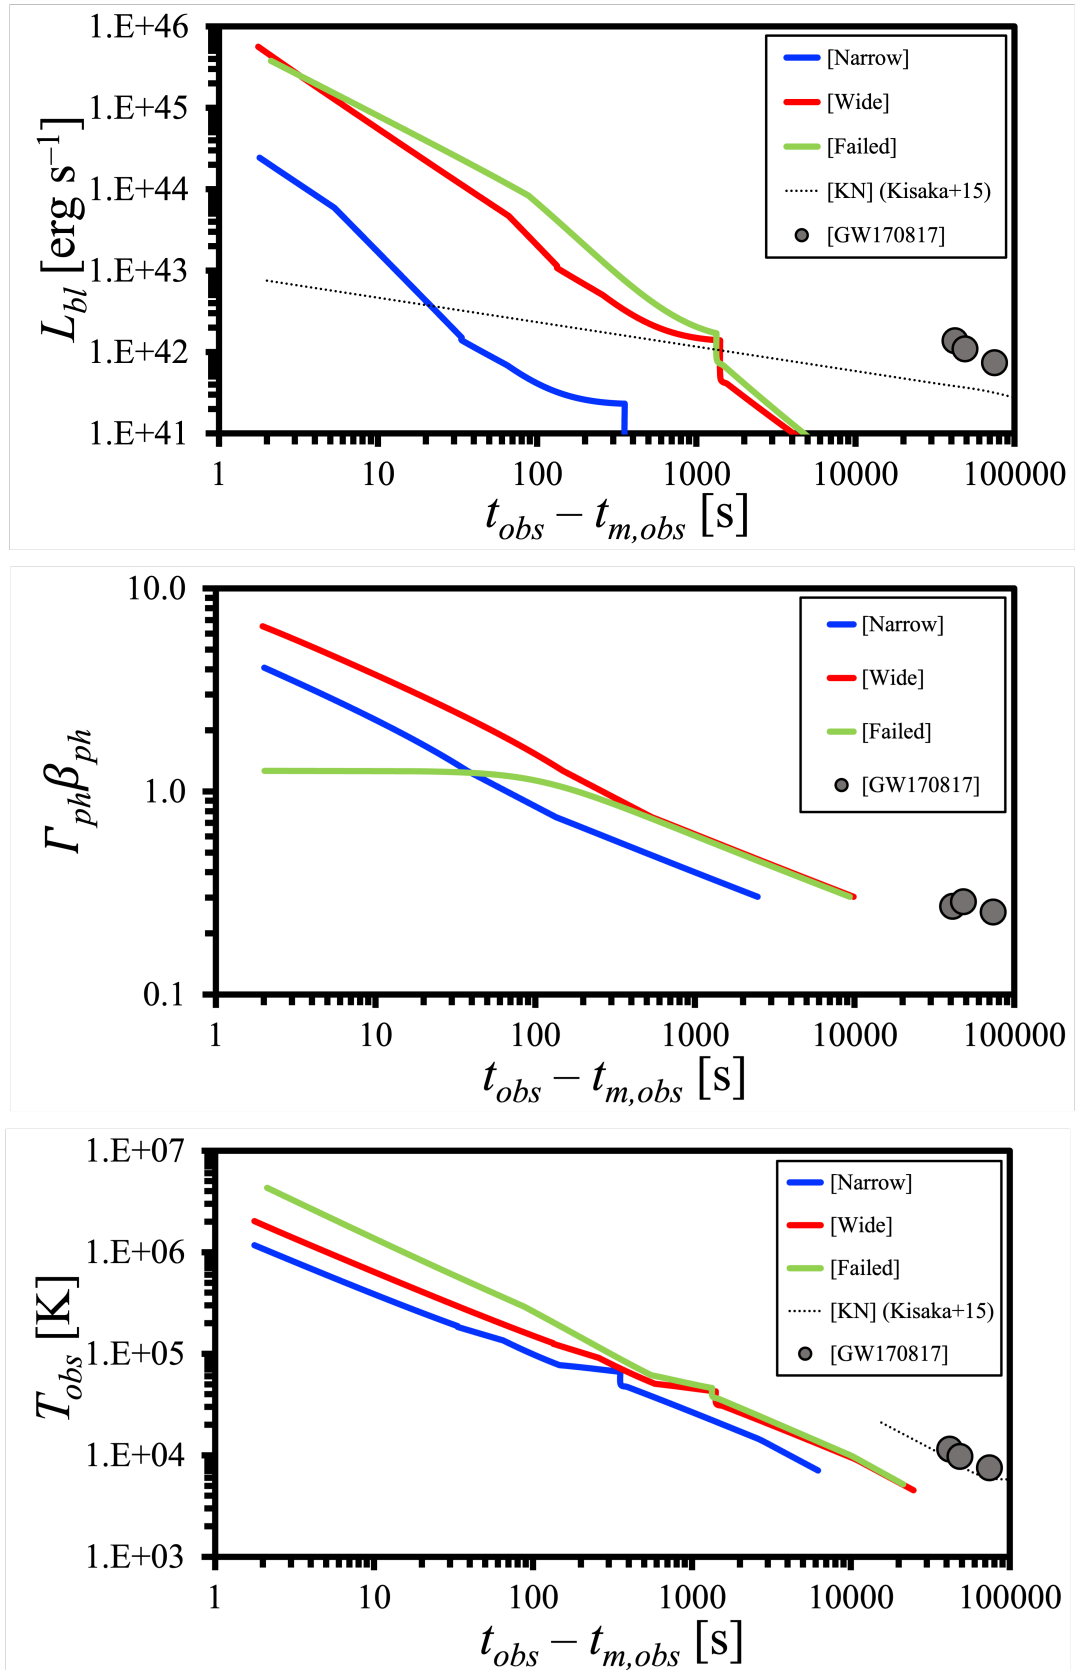 1.E+46
1.E+45
1.E+44
1.E+43
1.E+42
1.E+41
L_bl [erg s⁻¹]
[Narrow]
[Wide]
[Failed]
[KN] (Kisaka+15)
[GW170817]
1 10 100 1000 10000 100000
t_obs − t_m,obs [s]
10.0
1.0
0.1
Γ_phβ_ph
[Narrow]
[Wide]
[Failed]
[GW170817]
1 10 100 1000 10000 100000
t_obs − t_m,obs [s]
1.E+07
1.E+06
1.E+05
1.E+04
1.E+03
T_obs [K]
[Narrow]
[Wide]
[Failed]
[KN] (Kisaka+15)
[GW170817]
1 10 100 1000 10000 100000
t_obs − t_m,obs [s]